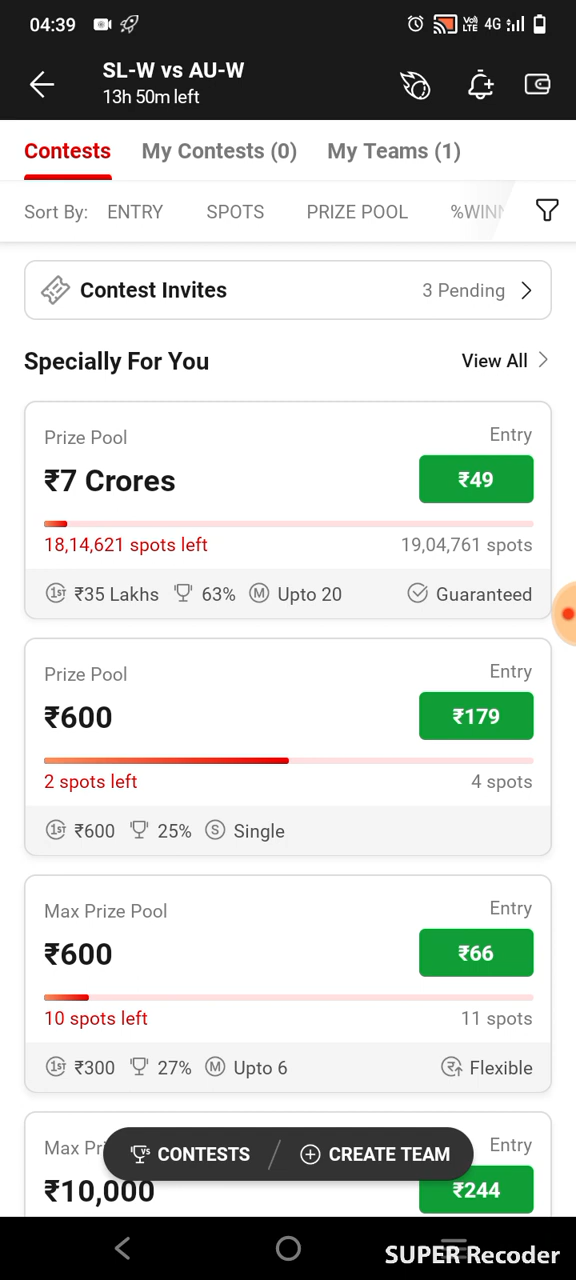 04:39 Vo) LTE 4G
SL-W vs AU-W
13h 50m left
Contests My Contests (0) My Teams (1)
Sort By: ENTRY SPOTS PRIZE POOL %WINN
Contest Invites 3 Pending
Specially For You View All
Prize Pool Entry
₹7 Crores ₹49
18,14,621 spots left 19,04,761 spots
1ST ₹35 Lakhs 63% M Upto 20 Guaranteed
Prize Pool Entry
₹600 ₹179
2 spots left 4 spots
1ST ₹600 25% S Single
Max Prize Pool Entry
₹600 ₹66
10 spots left 11 spots
1ST ₹300 27% M Upto 6 Flexible
Max Pri Entry
VS CONTESTS CREATE TEAM
₹10,000 ₹244
SUPER Recoder